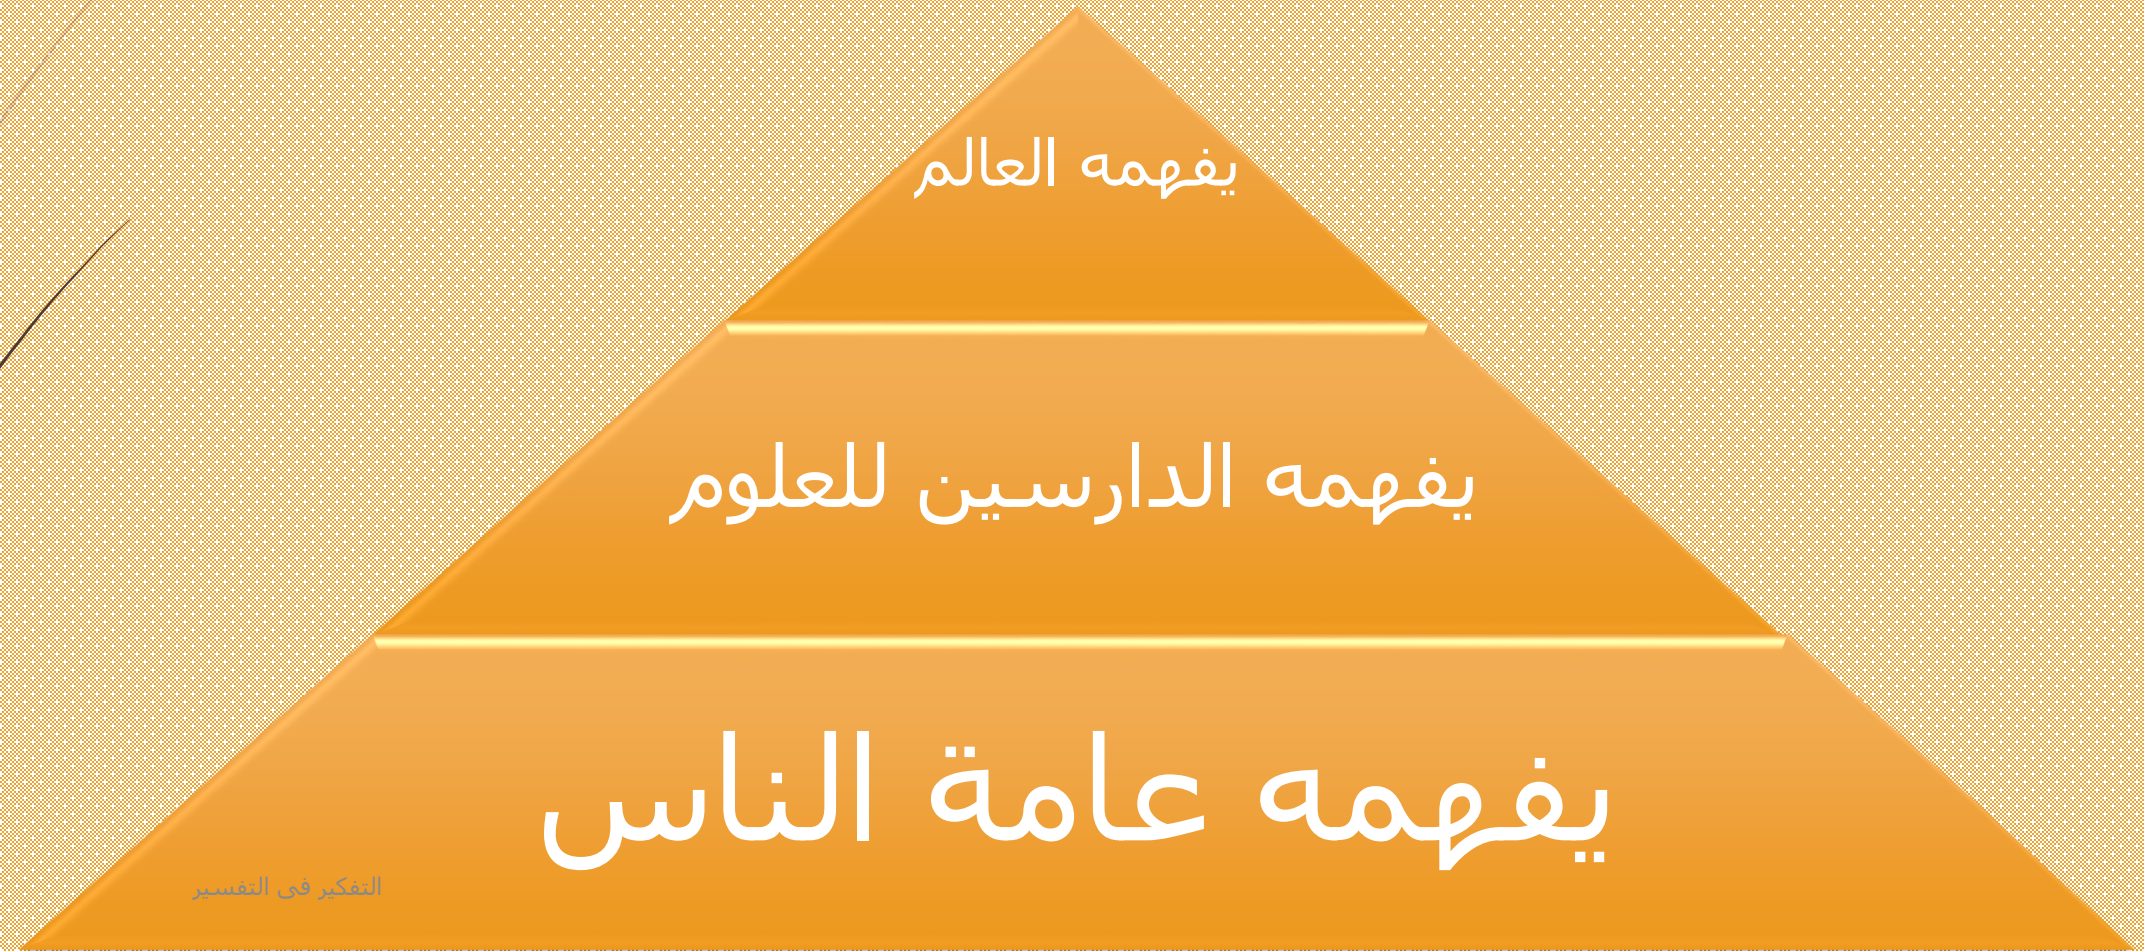 يفهمه العالم
يفهمه الدارسين للعلوم
يفهمه عامة الناس
التفكير فى التفسير